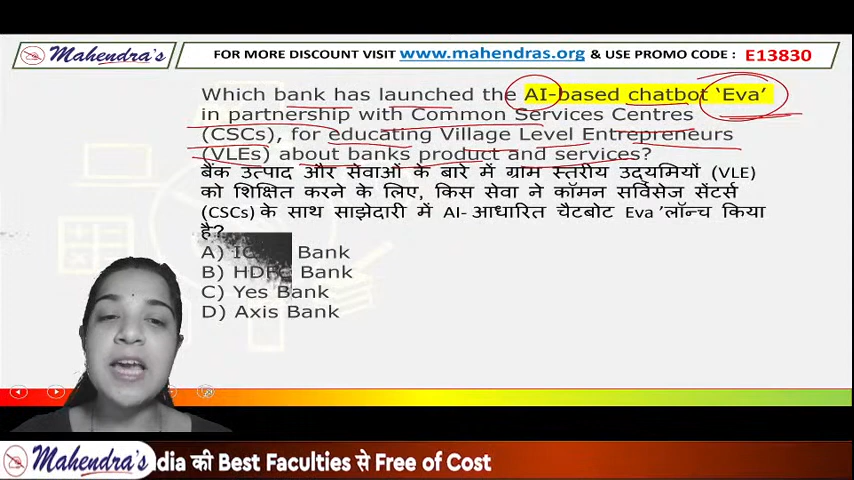 Mahendra's
FOR MORE DISCOUNT VISIT www.mahendras.org & USE PROMO CODE : E13830
Which bank has launched the AI-based chatbot ‘Eva’
in partnership with Common Services Centres
(CSCs), for educating Village Level Entrepreneurs
(VLEs) about banks product and services?
बैंक उत्पाद और सेवाओं के बारे में ग्राम स्तरीय उद्यमियों (VLE)
को शिक्षित करने के लिए, किस सेवा ने कॉमन सर्विसेज सेंटर्स
(CSCs) के साथ साझेदारी में AI- आधारित चैटबोट Eva ’लॉन्च किया
है?
A) Bank
B) HDFC Bank
C) Yes Bank
D) Axis Bank
Mahendra's dia की Best Faculties से Free of Cost